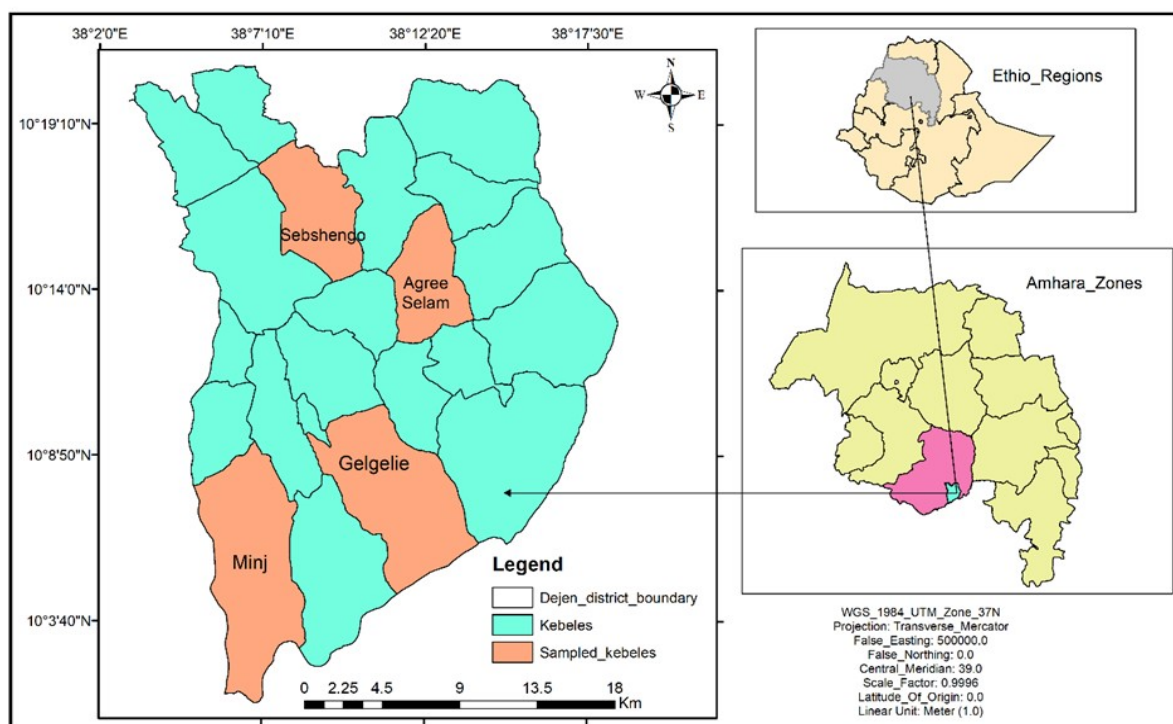 38°2'0"E 38°7'10"E 38°12'20"E 38°17'30"E
10°19'10"N
10°14'0"N
10°8'50"N
10°3'40"N
N
W E
S
Sebshengo
Agree
Selam
Gelgelie
Minj
Legend
Dejen_district_boundary
Kebeles
Sampled_kebeles
0 2.25 4.5 9 13.5 18
Km
Ethio_Regions
Amhara_Zones
WGS_1984_UTM_Zone_37N
Projection: Transverse_Mercator
False_Easting: 500000.0
False_Northing: 0.0
Central_Meridian: 39.0
Scale_Factor: 0.9996
Latitude_Of_Origin: 0.0
Linear Unit: Meter (1.0)